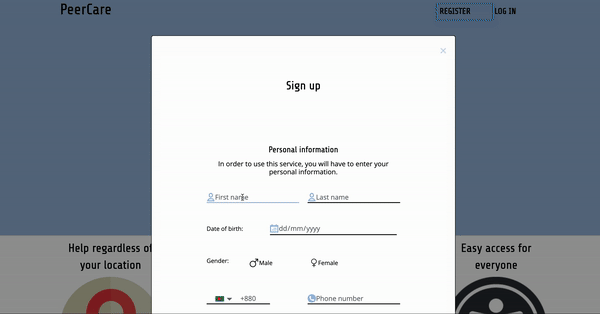 PeerCare
REGISTER LOG IN
×
Sign up
Personal information
In order to use this service, you will have to enter your
personal information.
First name Last name
Date of birth: dd/mm/yyyy
Help regardless of
your location
Easy access for
everyone
Gender: Male Female
+880 Phone number